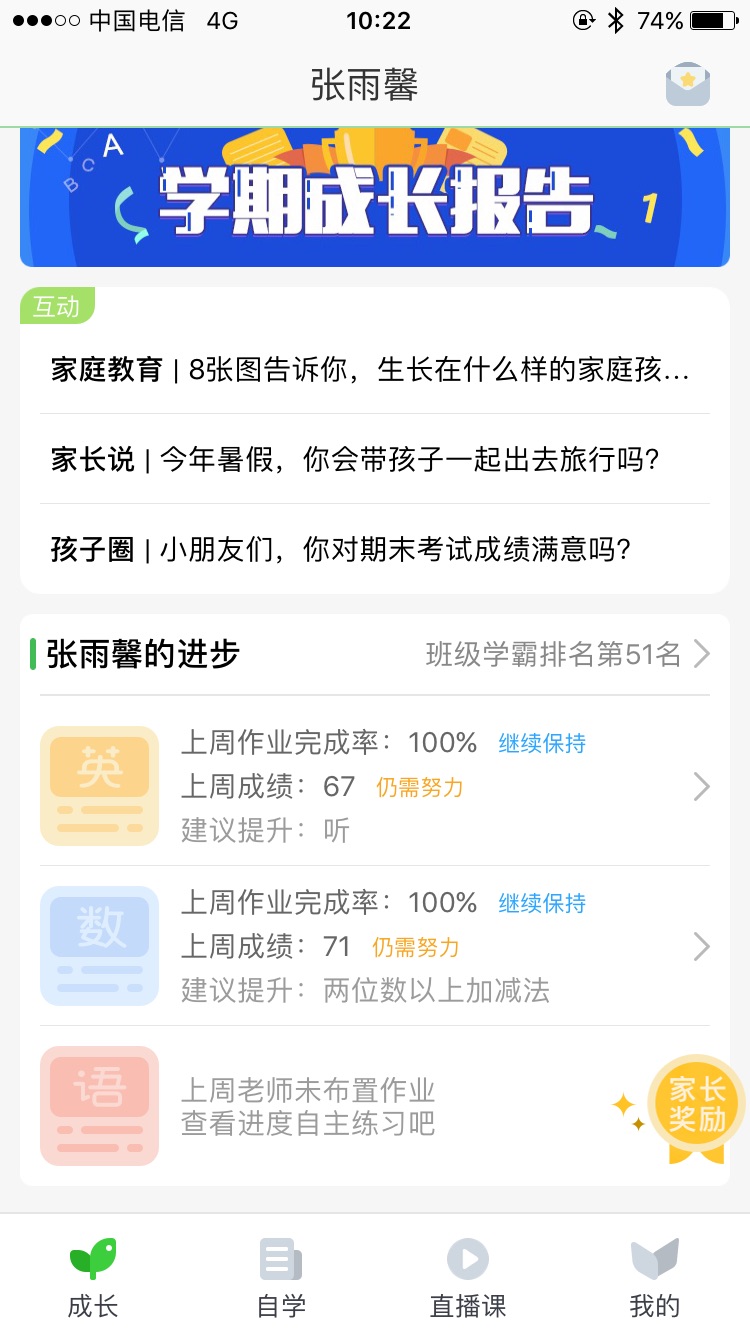 中国电信 4G 10:22 74%
张雨馨
A
B C
学期成长报告
1
互动
家庭教育 | 8张图告诉你，生长在什么样的家庭孩...
家长说 | 今年暑假，你会带孩子一起出去旅行吗?
孩子圈 | 小朋友们，你对期末考试成绩满意吗?
张雨馨的进步 班级学霸排名第51名
英
上周作业完成率：100% 继续保持
上周成绩：67 仍需努力
建议提升：听
数
上周作业完成率：100% 继续保持
上周成绩：71 仍需努力
建议提升：两位数以上加减法
语
上周老师未布置作业
查看进度自主练习吧
家长
奖励
成长 自学 直播课 我的